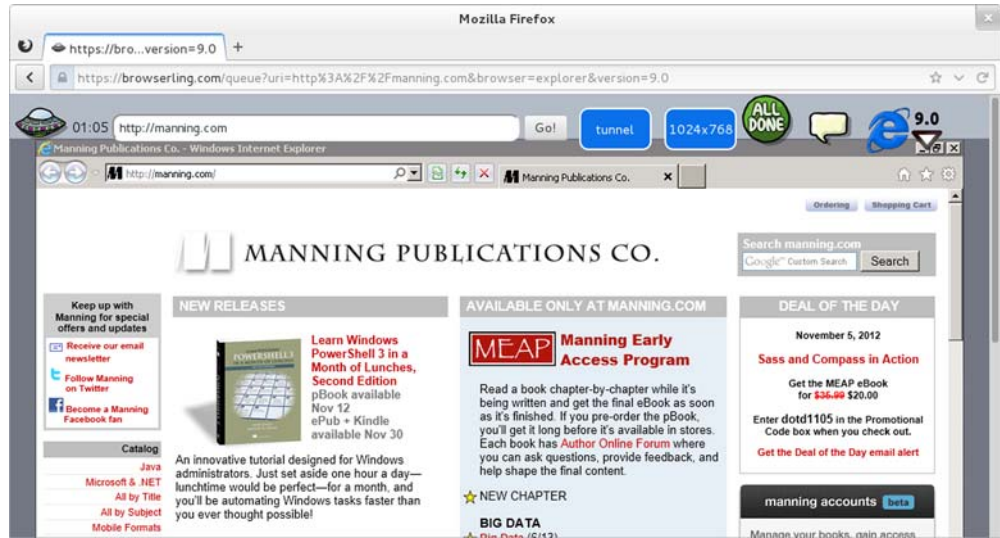 Mozilla Firefox
https://bro...version=9.0 +
https://browserling.com/queue?uri=http%3A%2F%2Fmanning.com&browser=explorer&version=9.0
01:05 http://manning.com Go! tunnel 1024x768 ALL DONE 9.0
Manning Publications Co. - Windows Internet Explorer
http://manning.com/ Manning Publications Co.
Ordering Shopping Cart
MANNING PUBLICATIONS CO.
Search manning.com
Google™ Custom Search Search
Keep up with
Manning for special
offers and updates
Receive our email
newsletter
Follow Manning
on Twitter
Become a Manning
Facebook fan
Catalog
Java
Microsoft & .NET
All by Title
All by Subject
Mobile Formats
NEW RELEASES
POWERSHELL 3
Learn Windows
PowerShell 3 in a
Month of Lunches,
Second Edition
pBook available
Nov 12
ePub + Kindle
available Nov 30
An innovative tutorial designed for Windows
administrators. Just set aside one hour a day—
lunchtime would be perfect—for a month, and
you'll be automating Windows tasks faster than
you ever thought possible!
AVAILABLE ONLY AT MANNING.COM
MEAP
Manning Early
Access Program
Read a book chapter-by-chapter while it's
being written and get the final eBook as soon
as it's finished. If you pre-order the pBook,
you'll get it long before it's available in stores.
Each book has Author Online Forum where
you can ask questions, provide feedback, and
help shape the final content.
NEW CHAPTER
BIG DATA
Big Data (6/13)
DEAL OF THE DAY
November 5, 2012
Sass and Compass in Action
Get the MEAP eBook
for $35.99 $20.00
Enter dotd1105 in the Promotional
Code box when you check out.
Get the Deal of the Day email alert
manning accounts beta
Manage your books, gain access